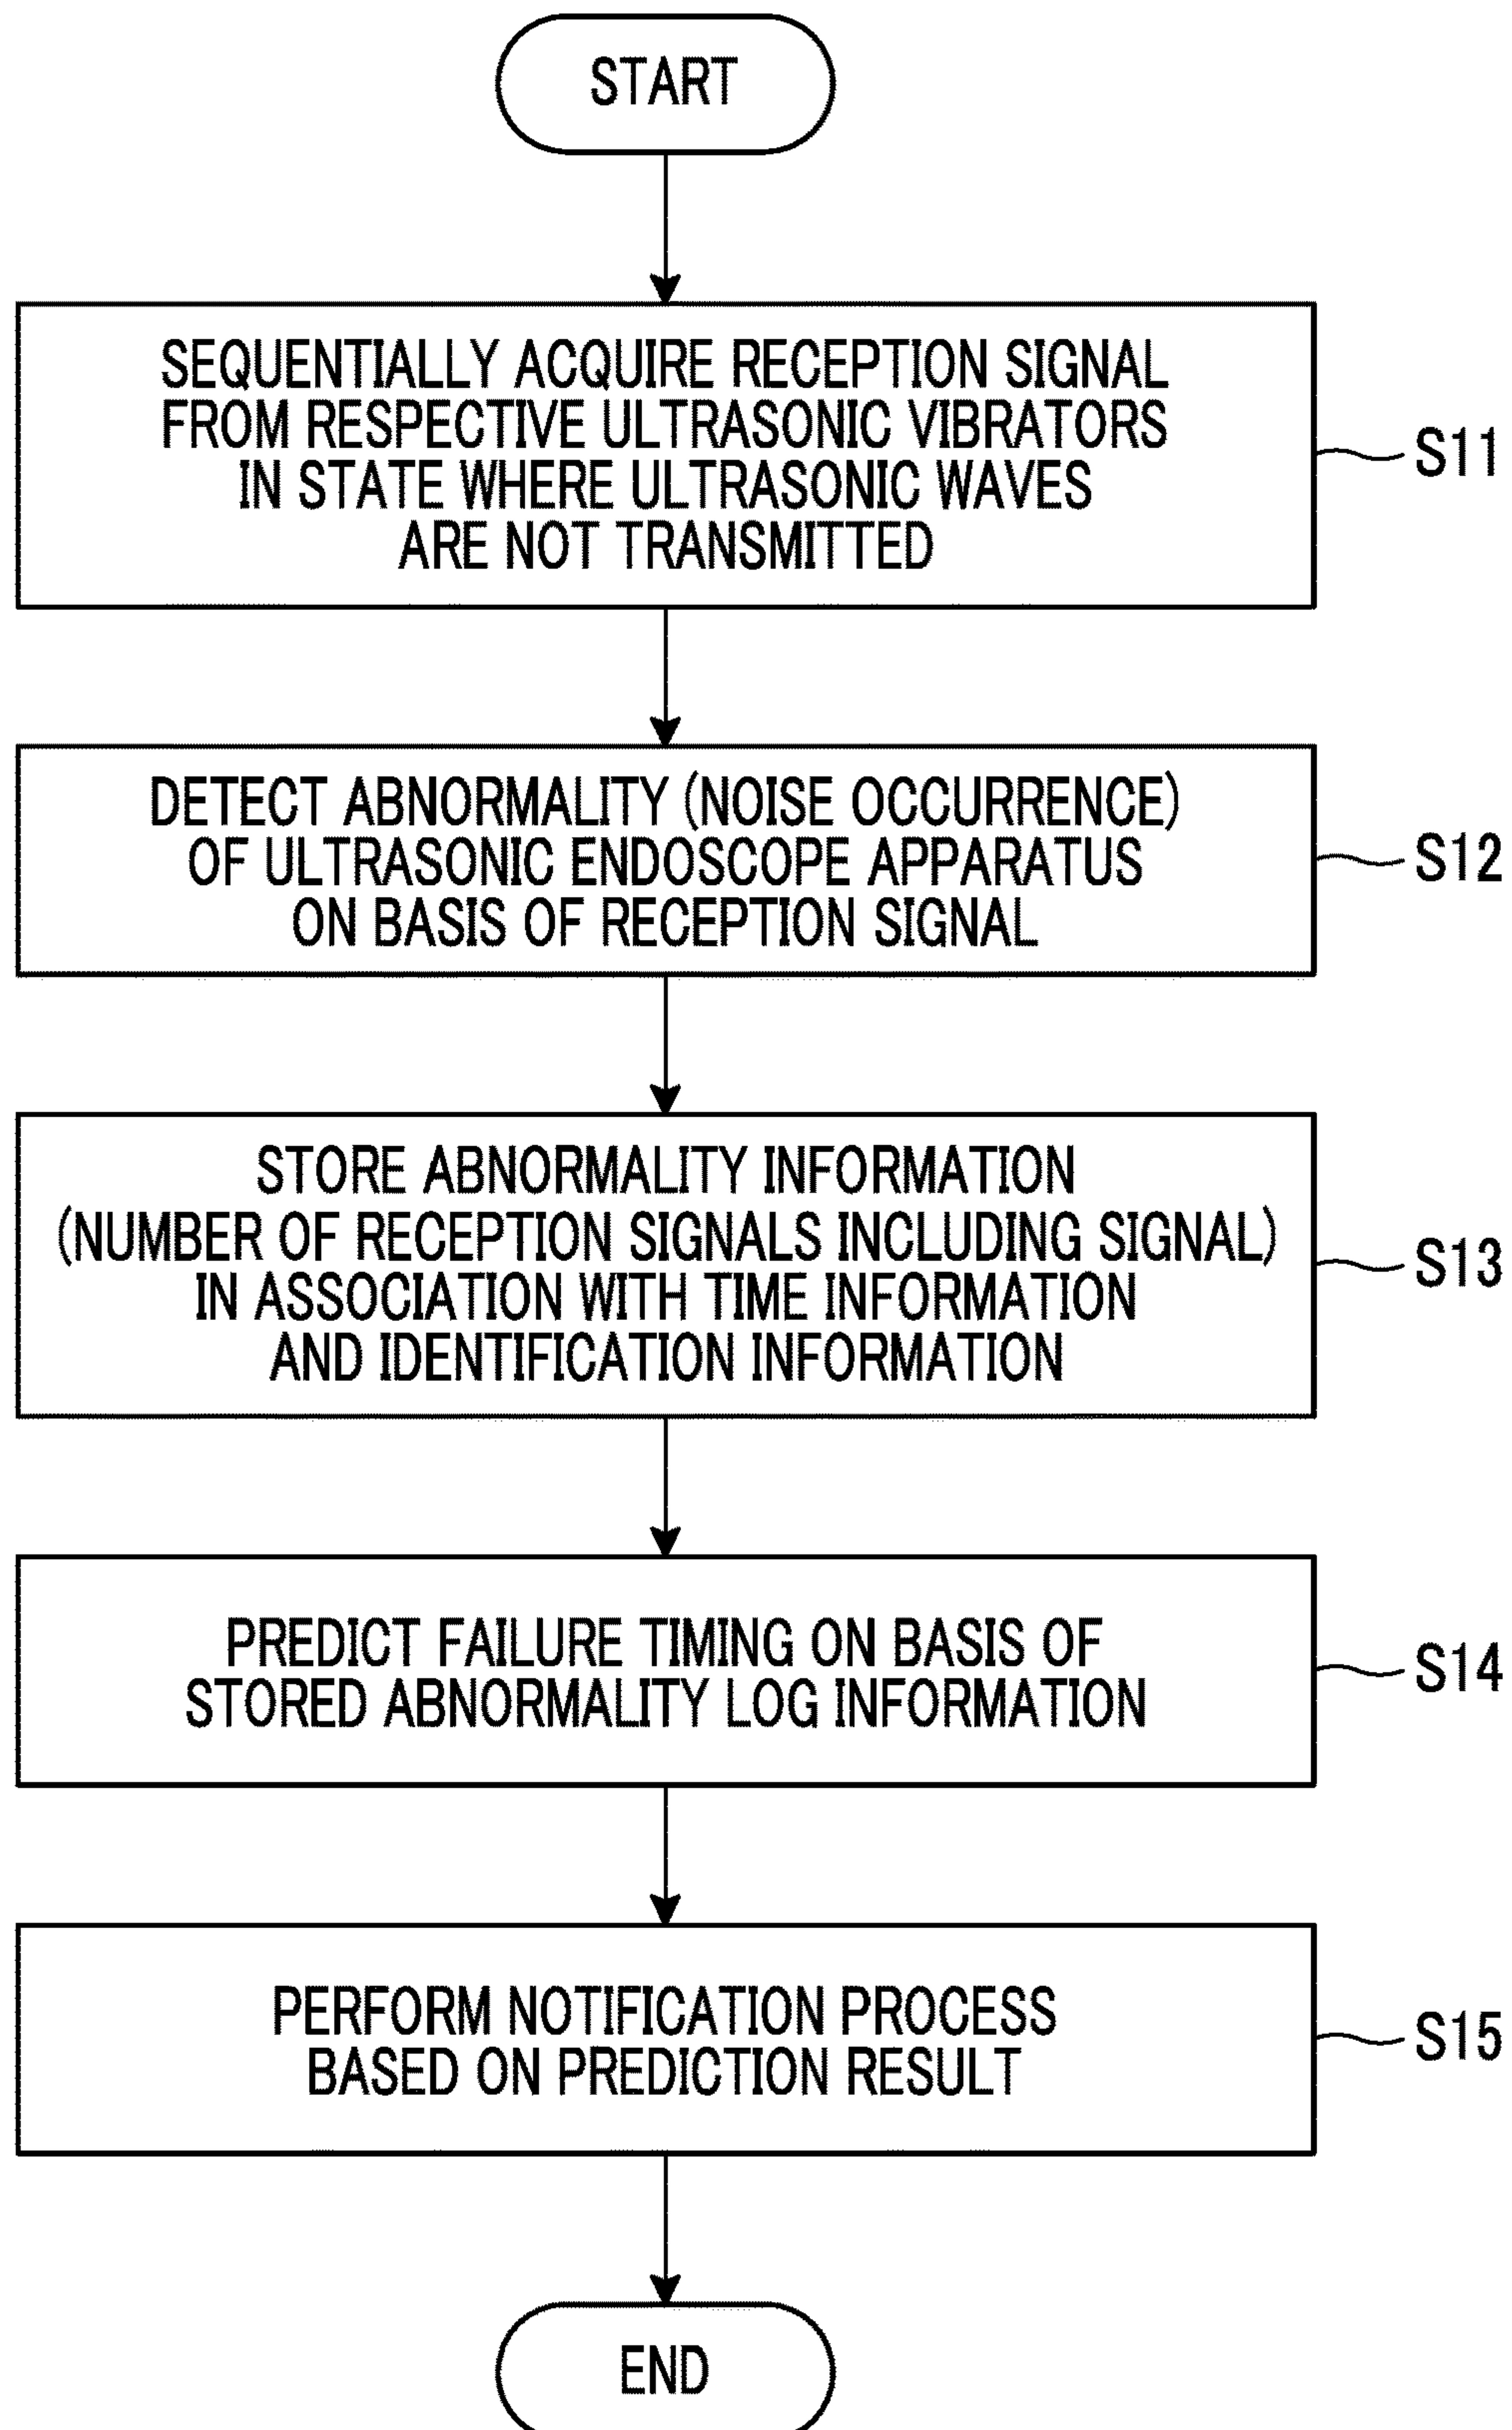 START
SEQUENTIALLY ACQUIRE RECEPTION SIGNAL
FROM RESPECTIVE ULTRASONIC VIBRATORS
IN STATE WHERE ULTRASONIC WAVES
ARE NOT TRANSMITTED
S11
DETECT ABNORMALITY (NOISE OCCURRENCE)
OF ULTRASONIC ENDOSCOPE APPARATUS
ON BASIS OF RECEPTION SIGNAL
S12
STORE ABNORMALITY INFORMATION
(NUMBER OF RECEPTION SIGNALS INCLUDING SIGNAL)
IN ASSOCIATION WITH TIME INFORMATION
AND IDENTIFICATION INFORMATION
S13
PREDICT FAILURE TIMING ON BASIS OF
STORED ABNORMALITY LOG INFORMATION
S14
PERFORM NOTIFICATION PROCESS
BASED ON PREDICTION RESULT
S15
END